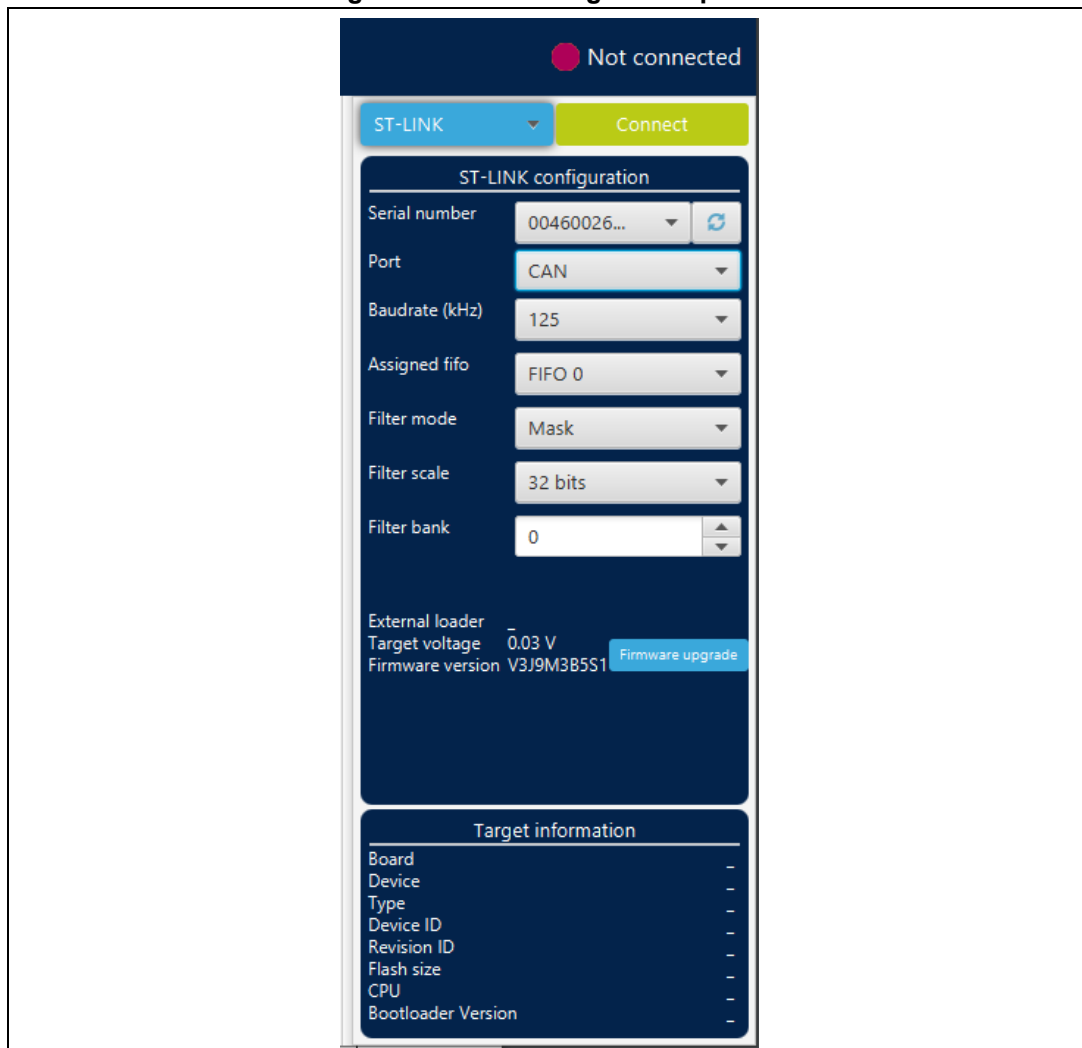 Not connected
ST-LINK Connect
ST-LINK configuration
Serial number 00460026...
Port CAN
Baudrate (kHz) 125
Assigned fifo FIFO 0
Filter mode Mask
Filter scale 32 bits
Filter bank 0
External loader _
Target voltage 0.03 V
Firmware version V3J9M3B5S1 Firmware upgrade
Target information
Board _
Device _
Type _
Device ID _
Revision ID _
Flash size _
CPU _
Bootloader Version _